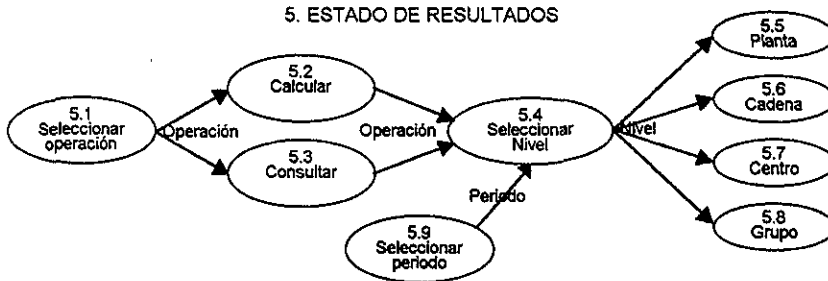 5. ESTADO DE RESULTADOS
5.1
Seleccionar
operación
Operación
5.2
Calcular
5.3
Consultar
Operación
5.4
Seleccionar
Nivel
Periodo
5.9
Seleccionar
periodo
Nivel
5.5
Planta
5.6
Cadena
5.7
Centro
5.8
Grupo